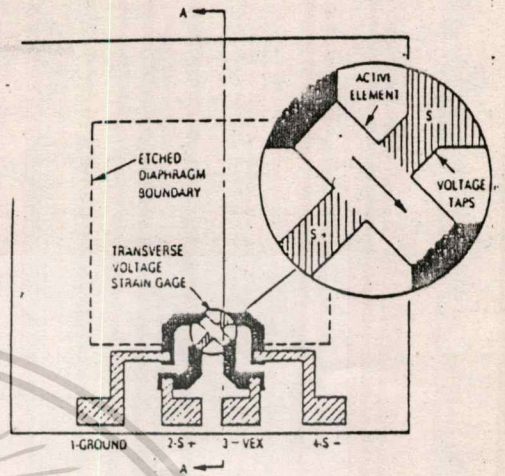 A
ACTIVE
ELEMENT
S
ETCHED
DIAPHRAGM
BOUNDARY
VOLTAGE
TAPS
S+
TRANSVERSE
VOLTAGE
STRAIN GAGE
1-GROUND 2-S + 3-VEX 4-S -
A